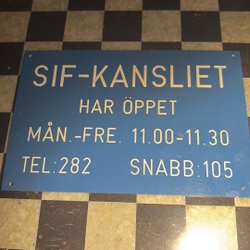 SIF-KANSLIET
HAR ÖPPET
MÅN.-FRE. 11.00-11.30
TEL:282 SNABB:105